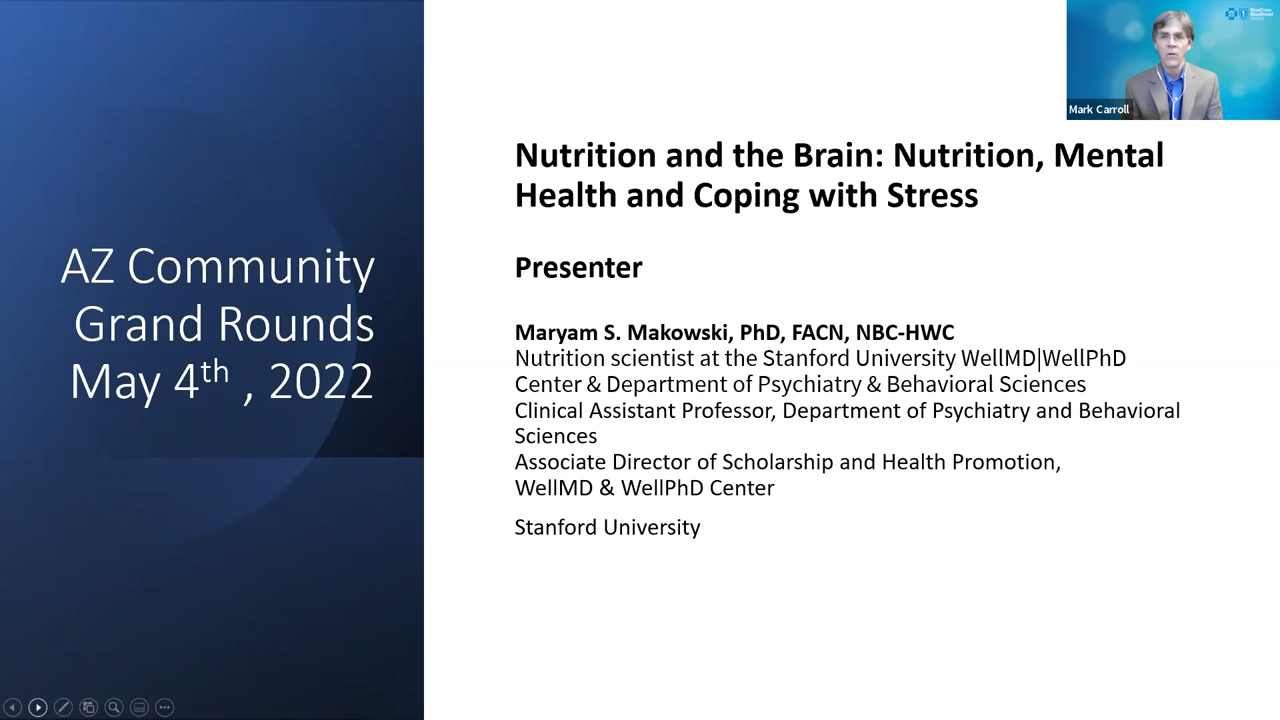 AZ Community
Grand Rounds
May 4th , 2022
BlueCross
BlueShield
Mark Carroll
Nutrition and the Brain: Nutrition, Mental
Health and Coping with Stress
Presenter
Maryam S. Makowski, PhD, FACN, NBC-HWC
Nutrition scientist at the Stanford University WellMD|WellPhD
Center & Department of Psychiatry & Behavioral Sciences
Clinical Assistant Professor, Department of Psychiatry and Behavioral
Sciences
Associate Director of Scholarship and Health Promotion,
WellMD & WellPhD Center
Stanford University